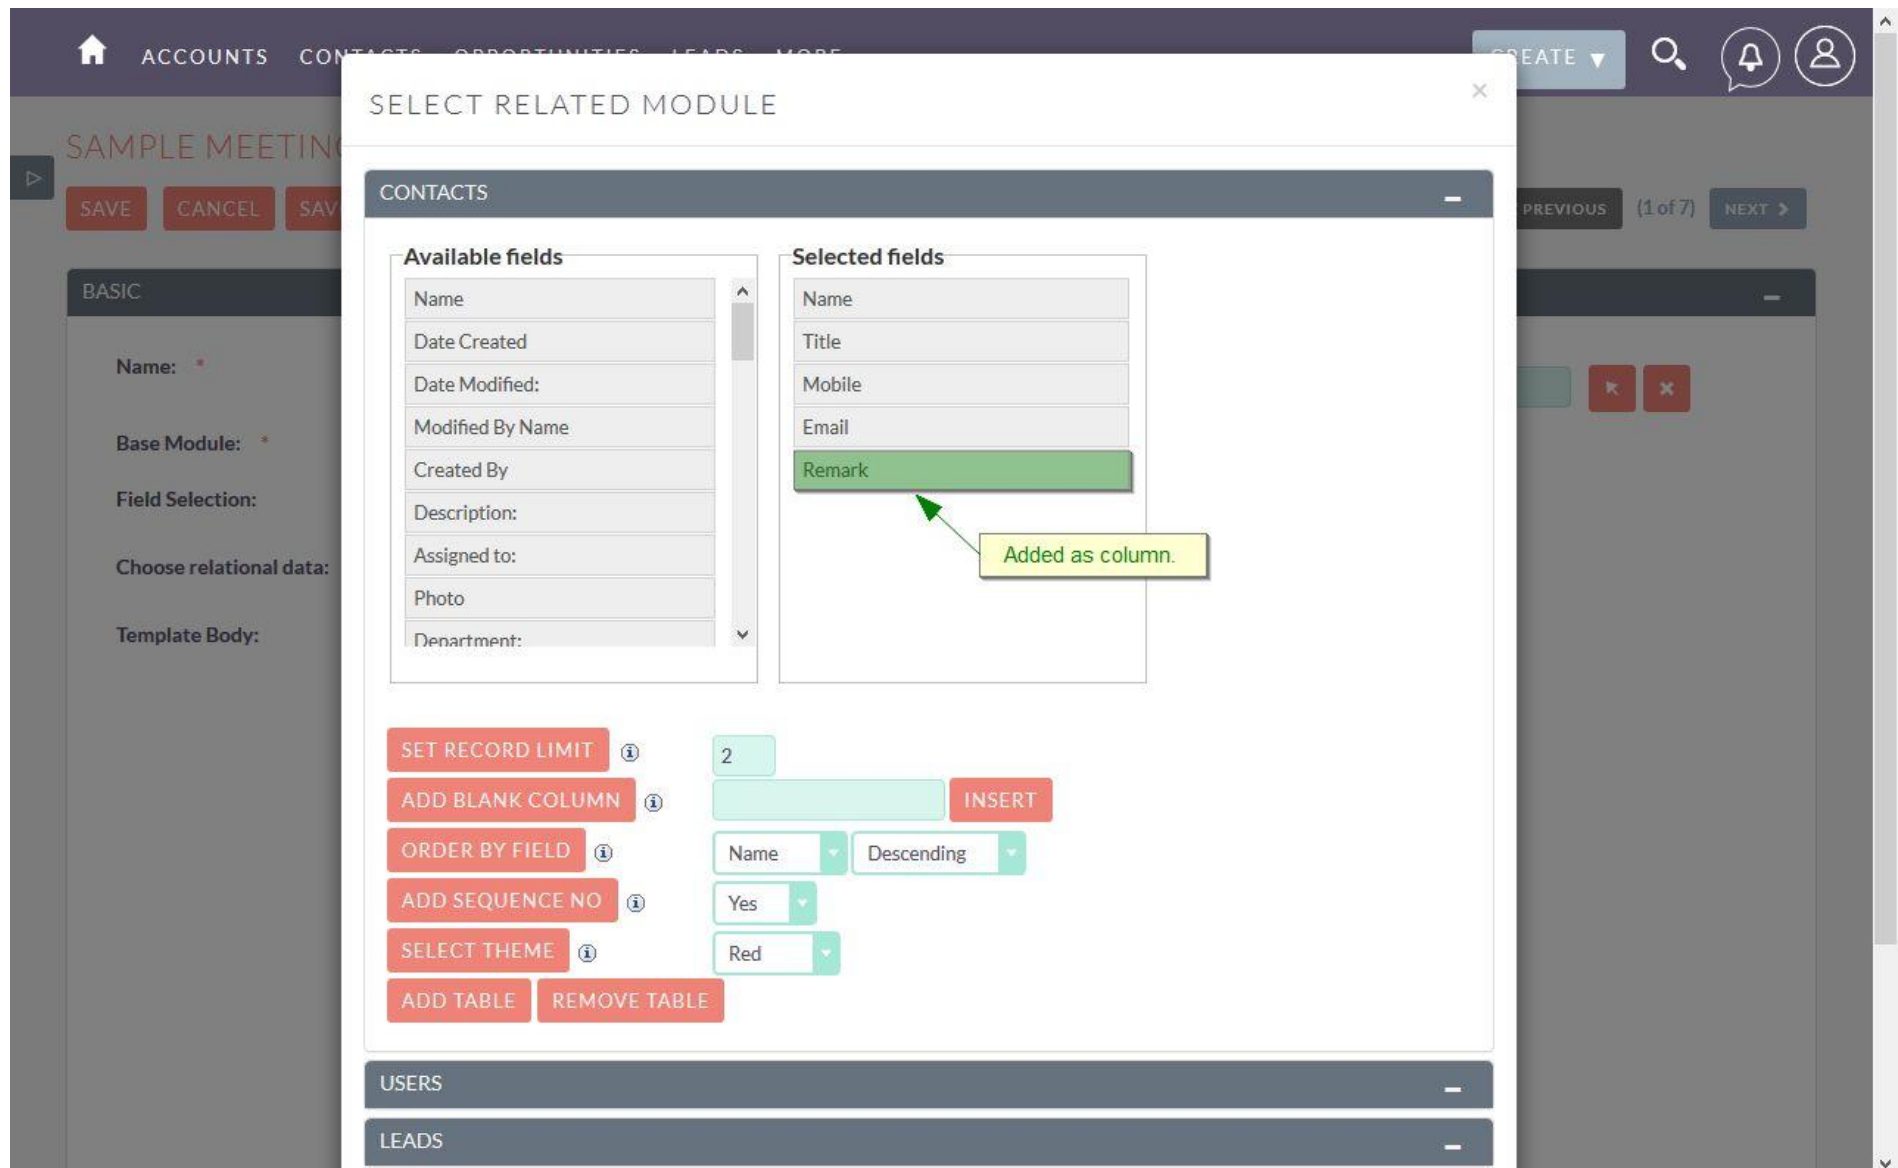 ACCOUNTS
CREATE
SELECT RELATED MODULE
SAMPLE MEETING
CONTACTS
SAVE CANCEL
PREVIOUS (1 of 7) NEXT
Available fields
Selected fields
BASIC
Name
Date Created
Date Modified:
Modified By Name
Created By
Description:
Assigned to:
Photo
Department:
Name
Title
Mobile
Email
Remark
Added as column.
Name: *
Base Module: *
Field Selection:
Choose relational data:
Template Body:
SET RECORD LIMIT 2
ADD BLANK COLUMN INSERT
ORDER BY FIELD Name Descending
ADD SEQUENCE NO Yes
SELECT THEME Red
ADD TABLE REMOVE TABLE
USERS
LEADS